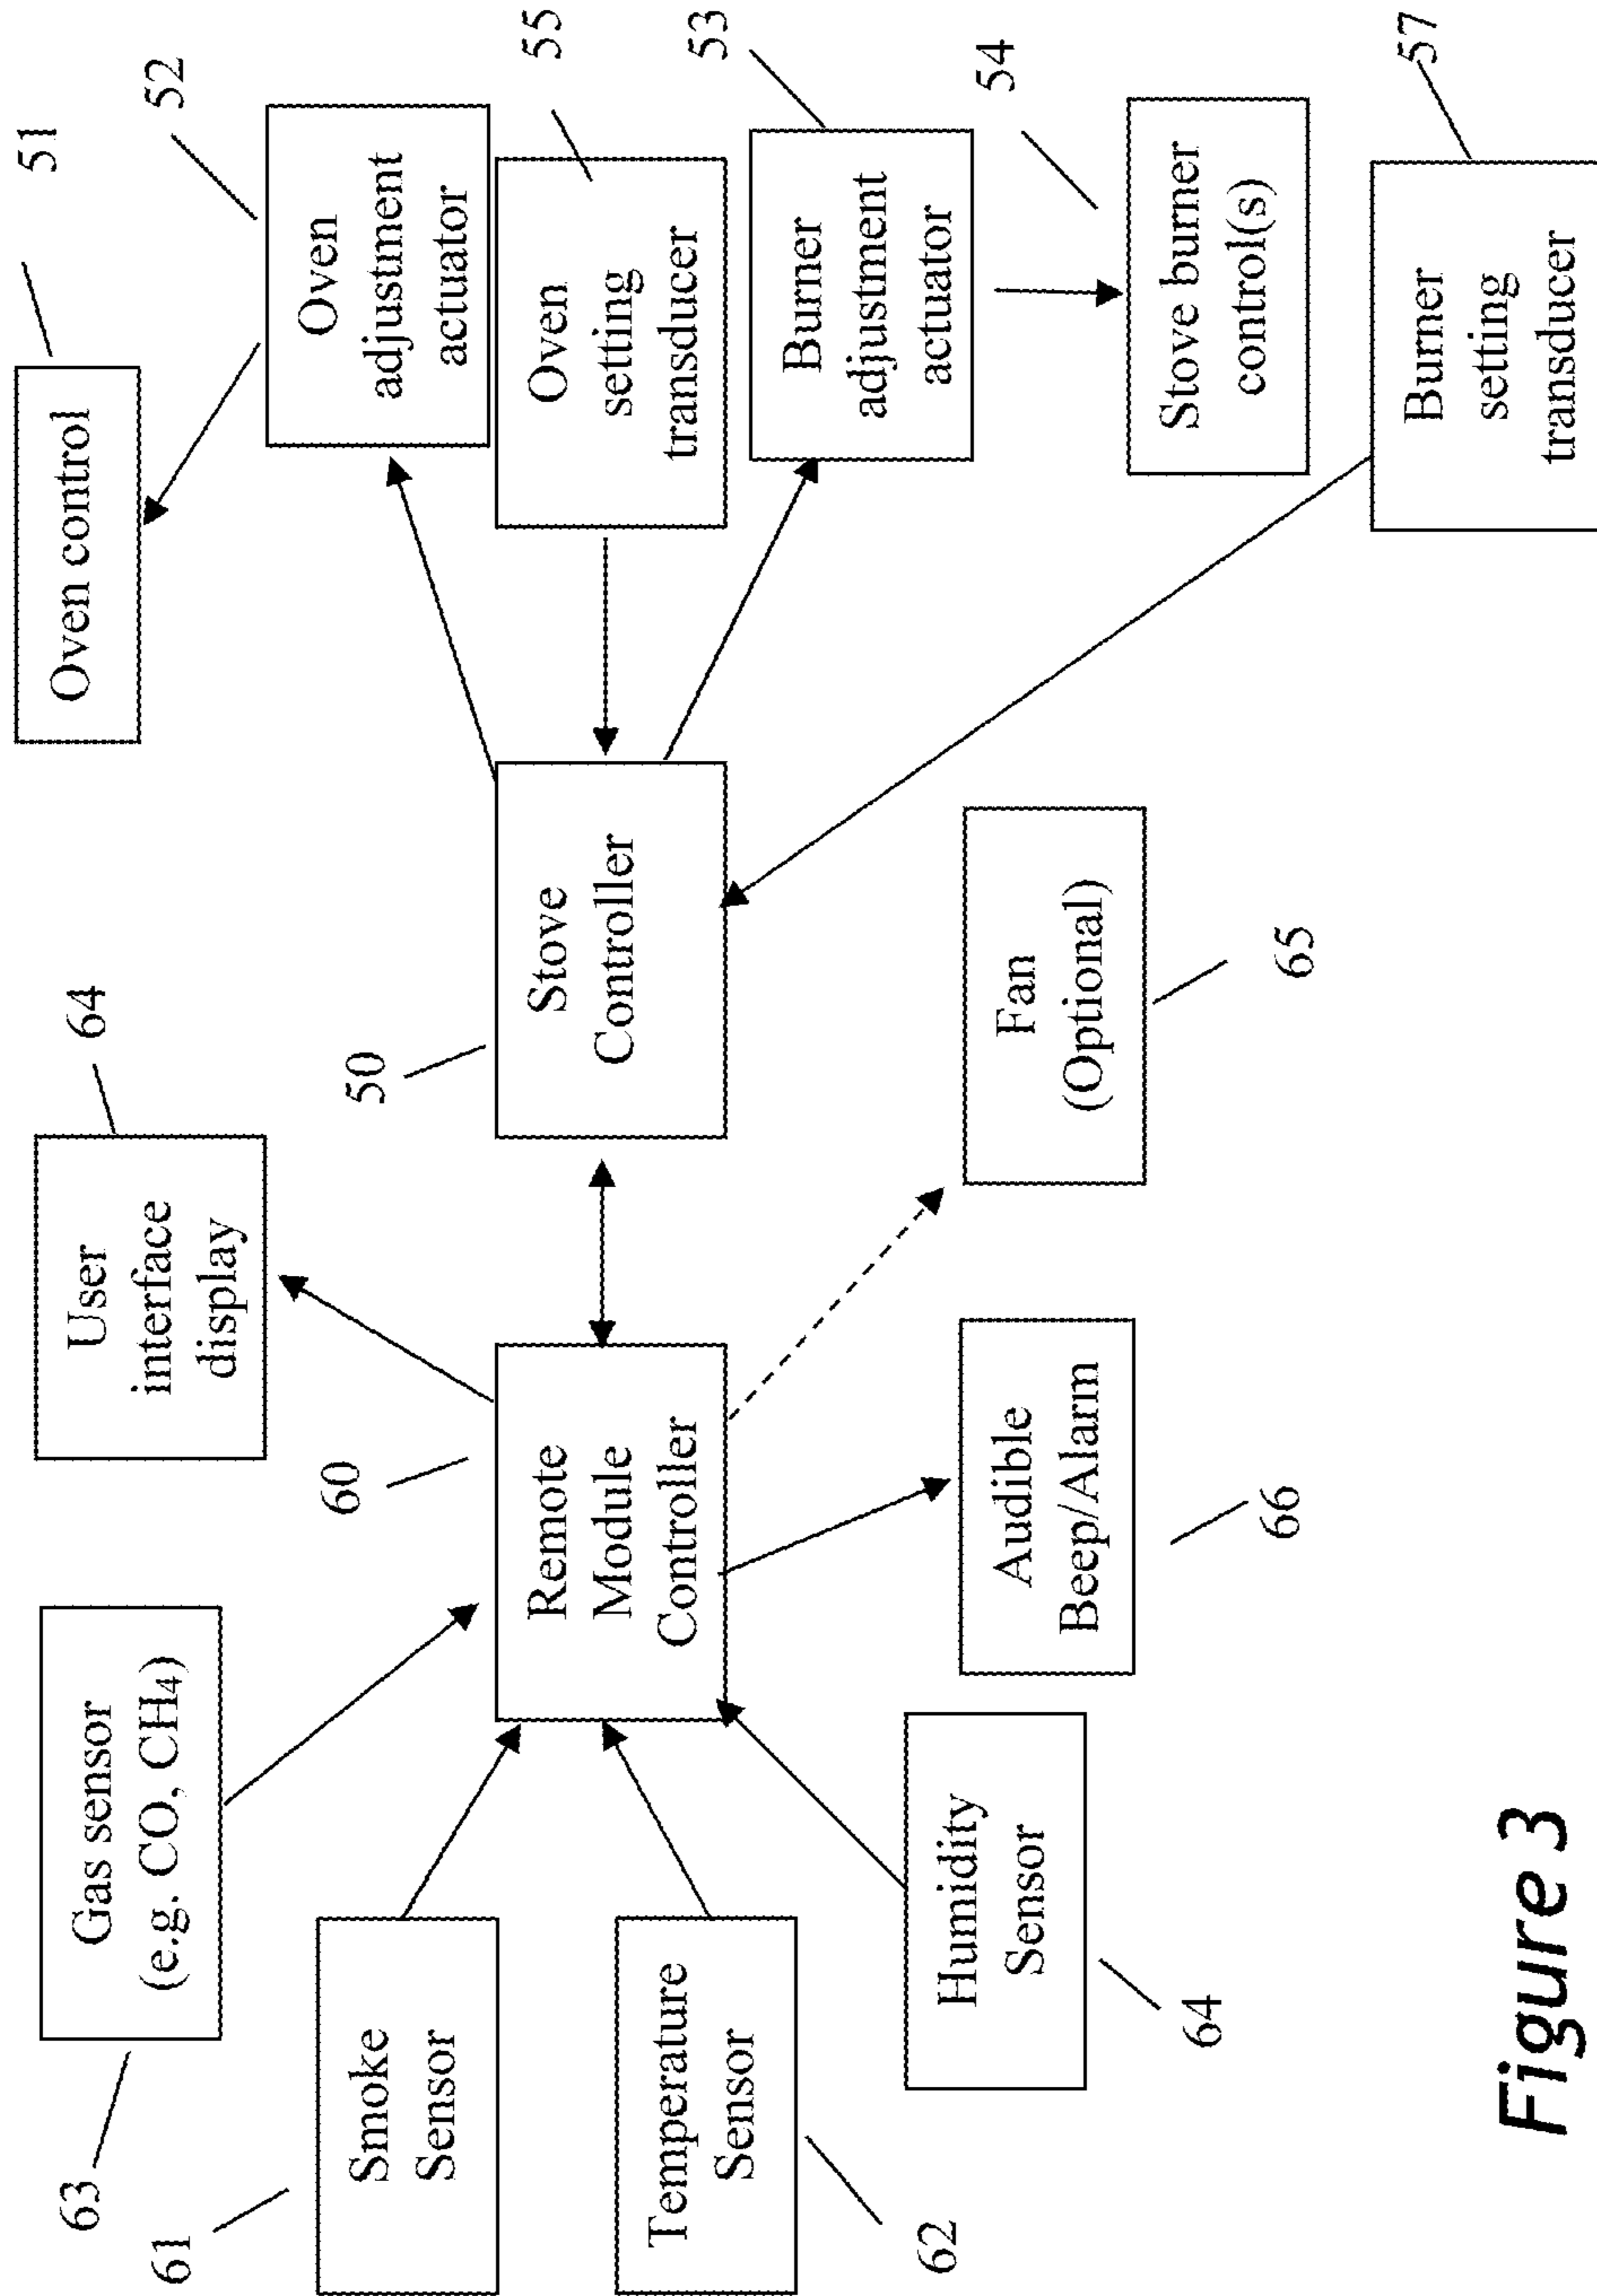 63
Gas sensor
(e.g. CO, CH4)
User
interface
display
64
Oven control
51
61
Smoke
Sensor
60
50
Oven
adjustment
actuator
52
Remote
Module
Controller
Stove
Controller
Oven
setting
transducer
55
Temperature
Sensor
62
Burner
adjustment
actuator
53
Humidity
Sensor
64
Audible
Beep/Alarm
66
Fan
(Optional)
65
Stove burner
control(s)
54
Burner
setting
transducer
57
Figure 3